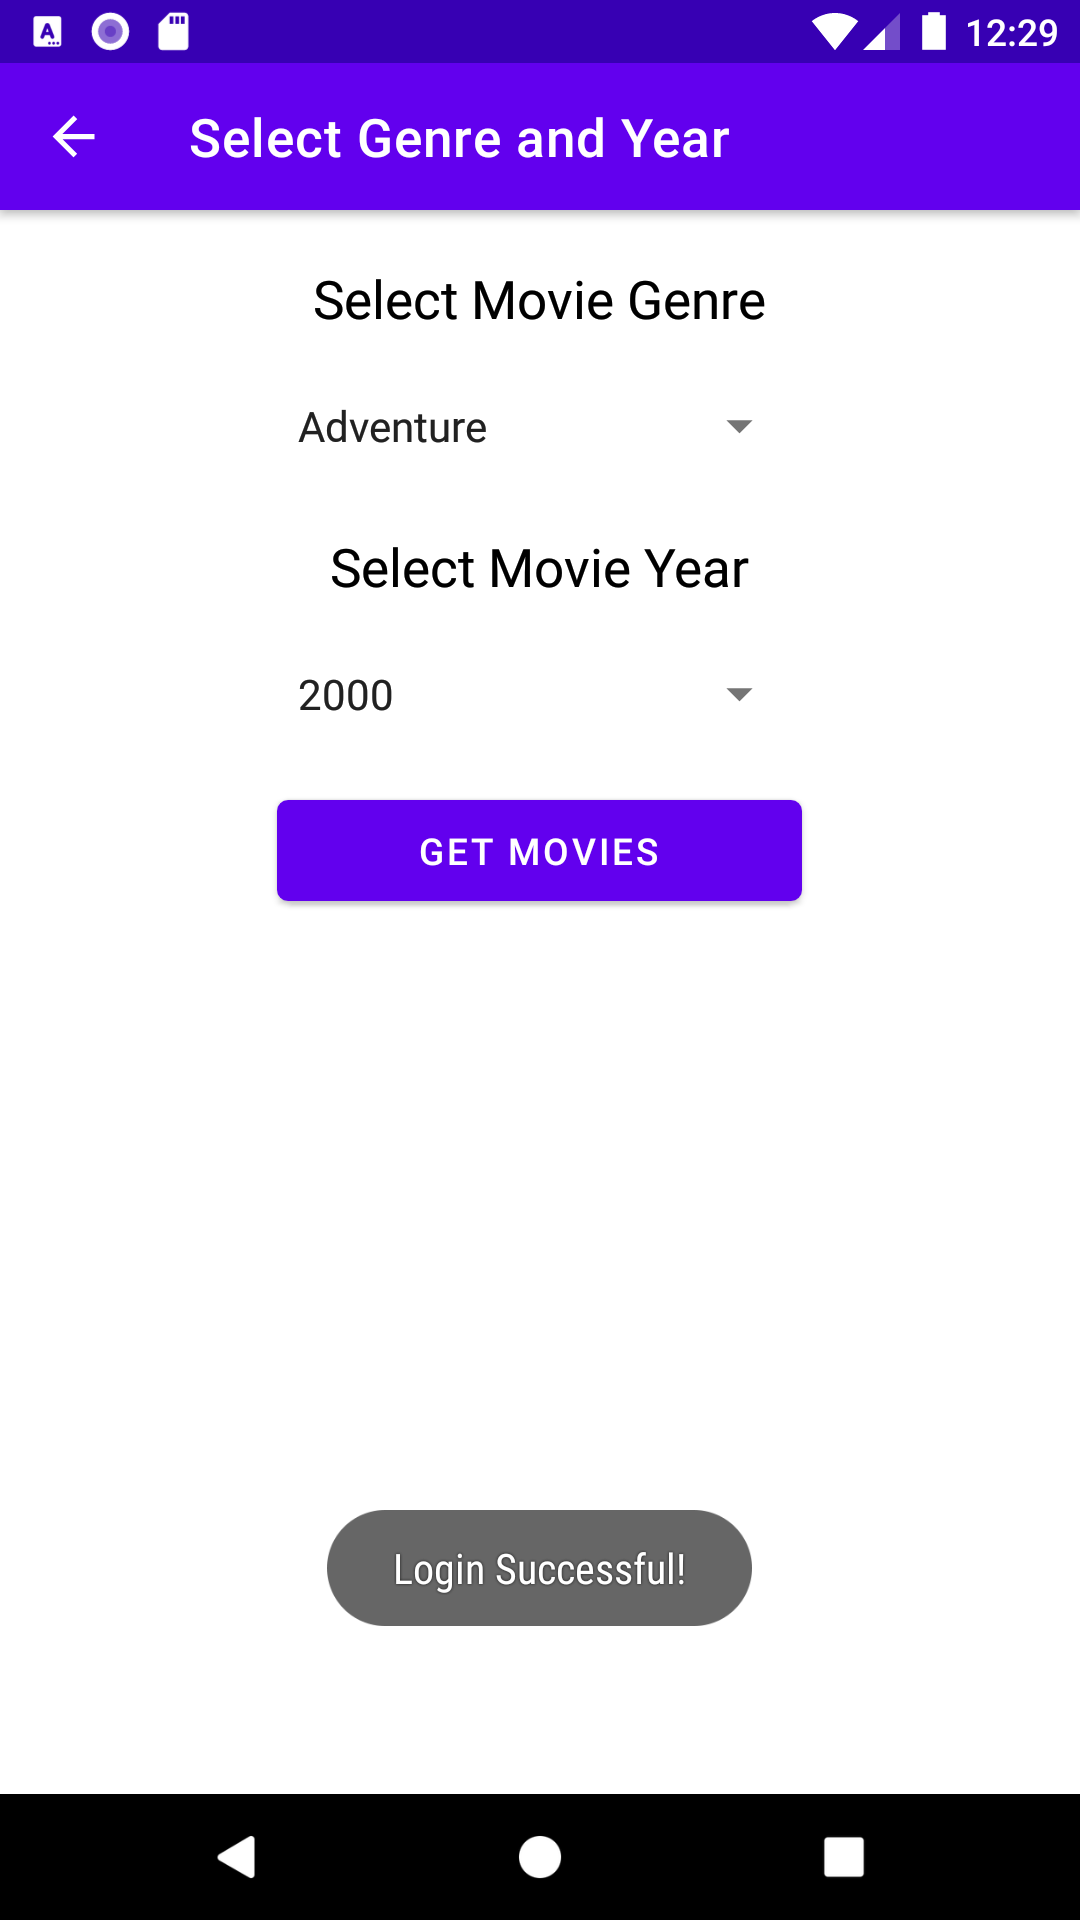 12:29
Select Genre and Year
Select Movie Genre
Adventure
Select Movie Year
2000
GET MOVIES
Login Successful!